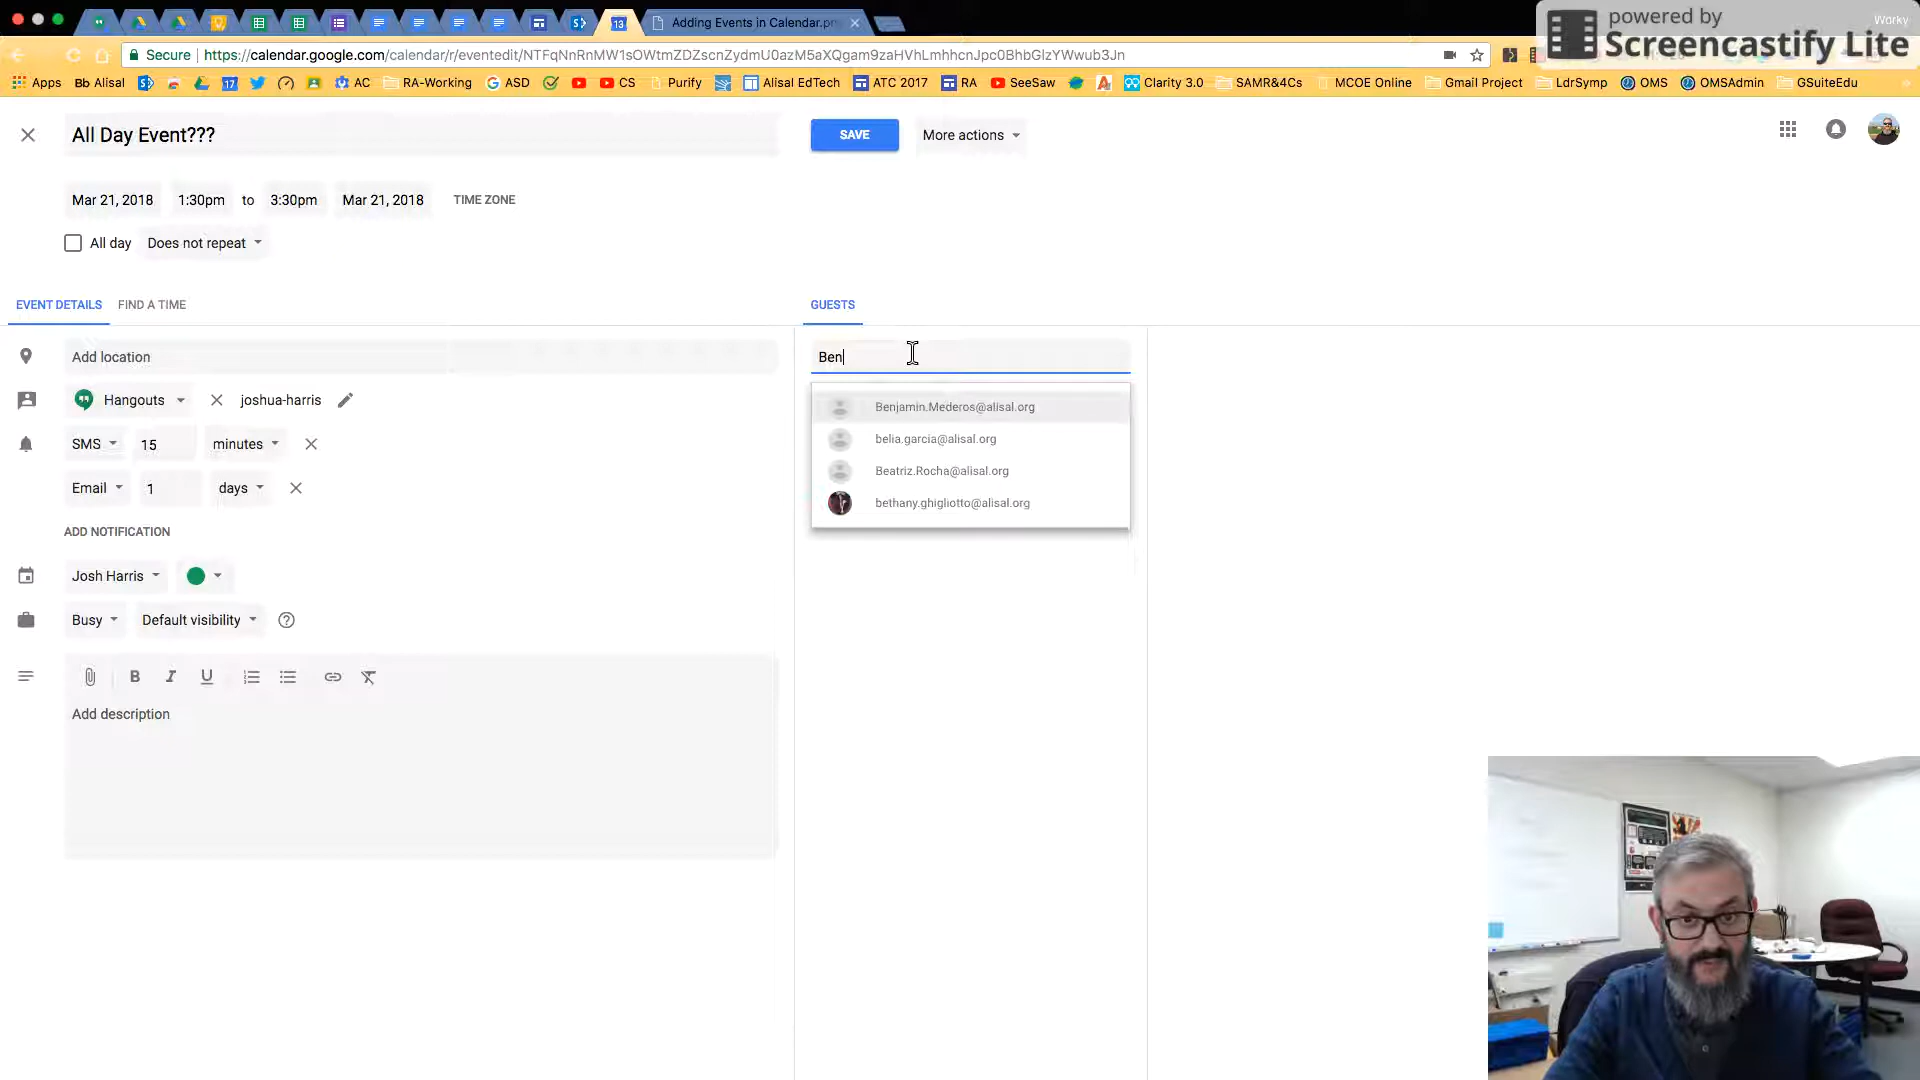 Adding Events in Calendar.pn
powered by
Screencastify Lite
Worky
Secure https://calendar.google.com/calendar/r/eventedit/NTFqNnRnMW1sOWtmZDZscnZydmU0azM5aXQgam9zaHVhLmhhcnJpc0BhbGlzYWwub3Jn
Apps Bb Alisal AC RA-Working ASD CS Purify Alisal EdTech ATC 2017 RA SeeSaw Clarity 3.0 SAMR&4Cs MCOE Online Gmail Project LdrSymp OMS OMSAdmin GSuiteEdu
All Day Event???
SAVE
More actions
Mar 21, 2018 1:30pm to 3:30pm Mar 21, 2018 TIME ZONE
All day Does not repeat
EVENT DETAILS FIND A TIME
GUESTS
Add location
Ben
Hangouts joshua-harris
Benjamin.Mederos@alisal.org
belia.garcia@alisal.org
Beatriz.Rocha@alisal.org
bethany.ghigliotto@alisal.org
SMS 15 minutes
Email 1 days
ADD NOTIFICATION
Josh Harris
Busy Default visibility
B I U
Add description